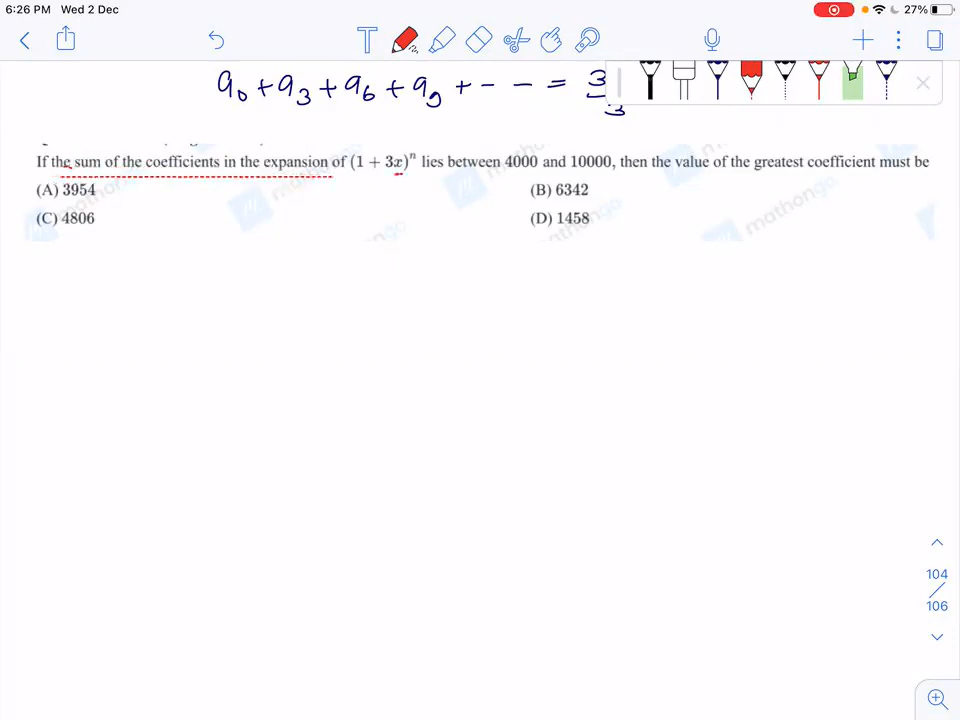 6:26 PM Wed 2 Dec 27%
T
a₀ + a₃ + a₆ + a₉ + - - = 3
3
If the sum of the coefficients in the expansion of (1 + 3x)ⁿ lies between 4000 and 10000, then the value of the greatest coefficient must be
(A) 3954 (B) 6342
(C) 4806 (D) 1458
mathongo
104
106